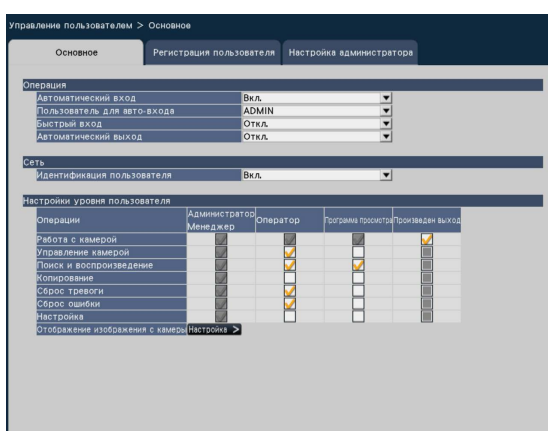 Управление пользователем > Основное
Основное Регистрация пользователя Настройка администратора
Операция
Автоматический вход Вкл.
Пользователь для авто-входа ADMIN
Быстрый вход Откл.
Автоматический выход Откл.
Сеть
Идентификация пользователя Вкл.
Настройки уровня пользователя
Операции Администратор Менеджер Оператор Программа просмотра Произведен выход
Работа с камерой
Управление камерой
Поиск и воспроизведение
Копирование
Сброс тревоги
Сброс ошибки
Настройка
Отображение изображения с камеры Настройка >